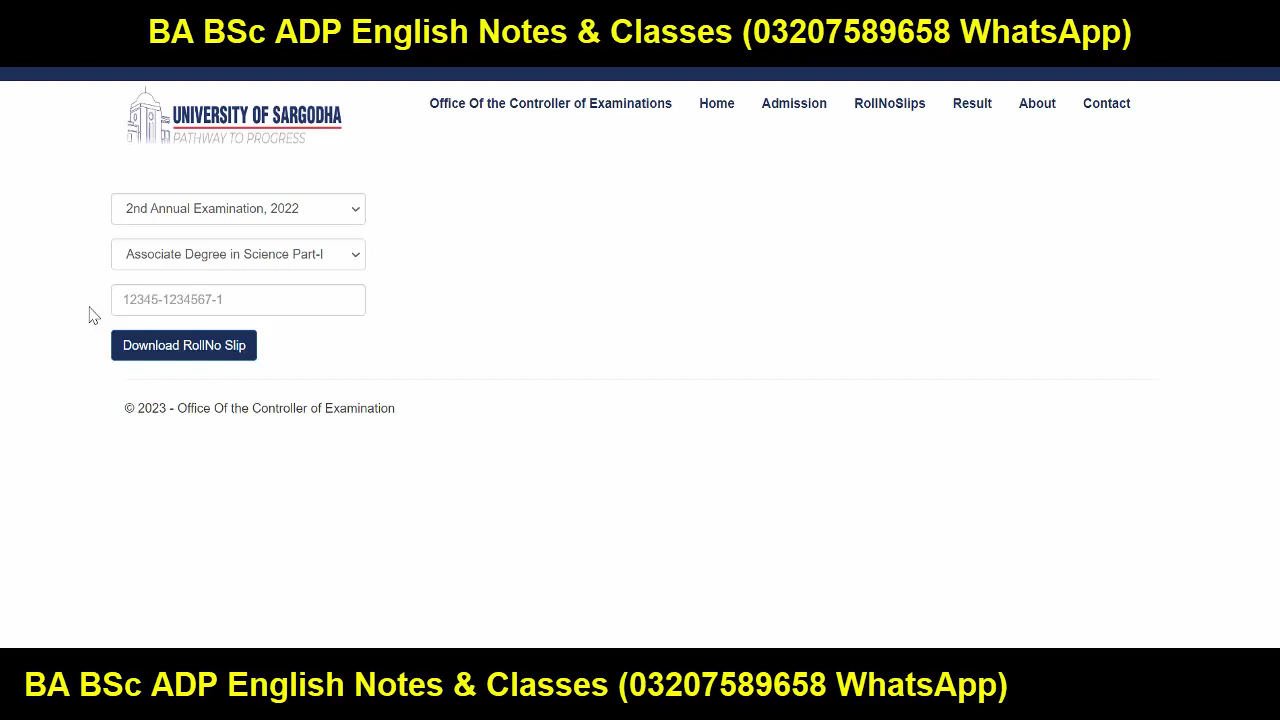 BA BSc ADP English Notes & Classes (03207589658 WhatsApp)
UNIVERSITY OF SARGODHA
PATHWAY TO PROGRESS
Office Of the Controller of Examinations Home Admission RollNoSlips Result About Contact
2nd Annual Examination, 2022
Associate Degree in Science Part-I
12345-1234567-1
Download RollNo Slip
© 2023 - Office Of the Controller of Examination
BA BSc ADP English Notes & Classes (03207589658 WhatsApp)